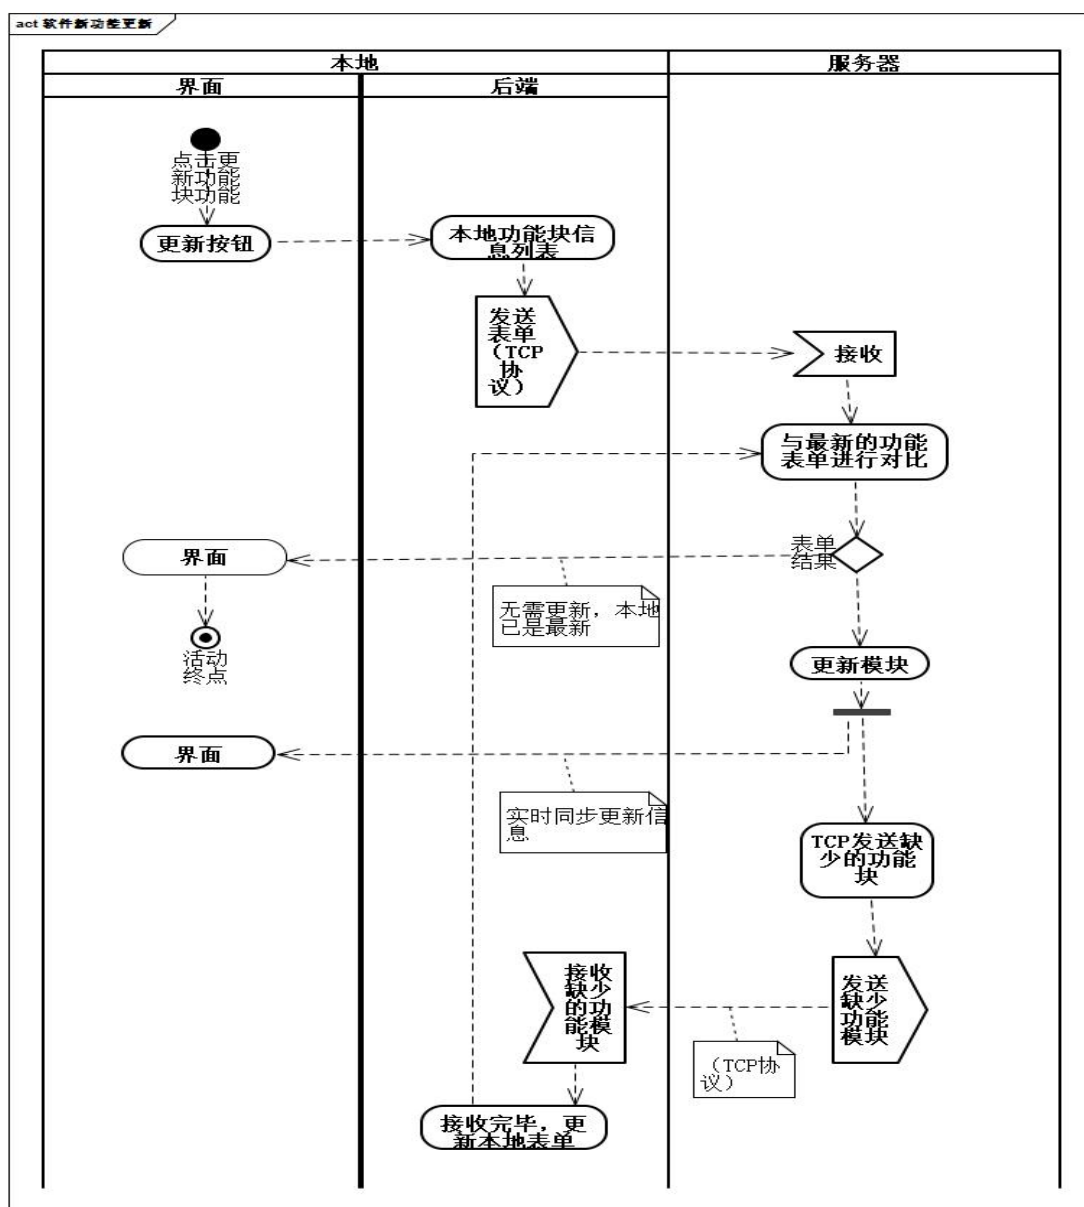 act 软件新功能更新
本地
服务器
界面
后端
点击更
新功能
块功能
更新按钮
本地功能块信
息列表
发送
表单
（TCP
协
议）
接收
与最新的功能
表单进行对比
表单
结果
界面
无需更新，本地
已是最新
活动
终点
更新模块
界面
实时同步更新信
息
TCP发送缺
少的功能
块
接收
缺少
的功
能模
块
发送
缺少
功能
模块
（TCP协
议）
接收完毕，更
新本地表单